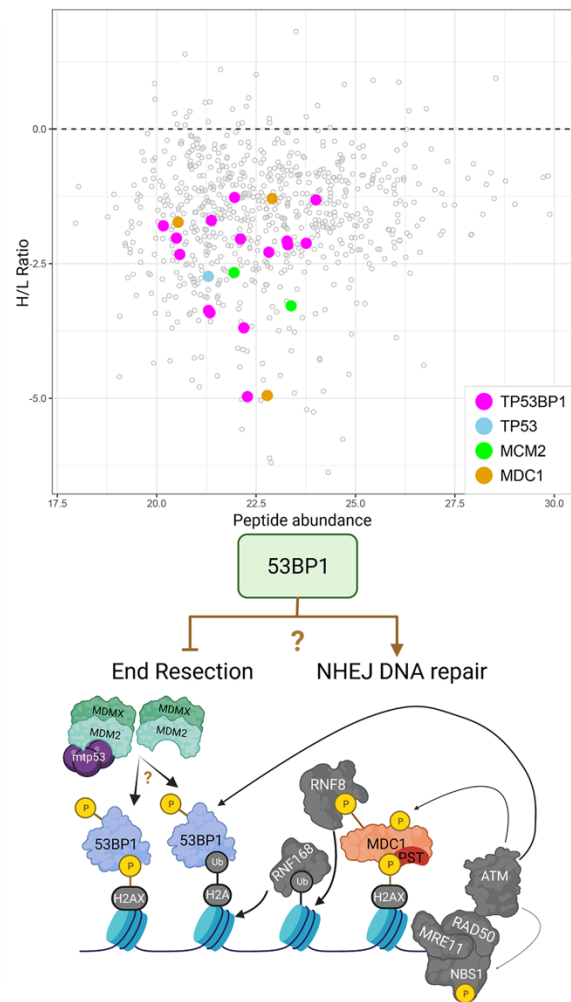 0.0
-2.5
-5.0
H/L Ratio
TP53BP1
TP53
MCM2
MDC1
17.5 20.0 22.5 25.0 27.5 30.0
Peptide abundance
53BP1
?
End Resection NHEJ DNA repair
MDMX MDMX
MDM2 MDM2
mtp53
?
P P
53BP1 53BP1
P Ub
H2AX H2A
RNF168
Ub
RNF8
P P
MDC1
PST
P
H2AX
ATM
RAD50
MRE11
NBS1
P